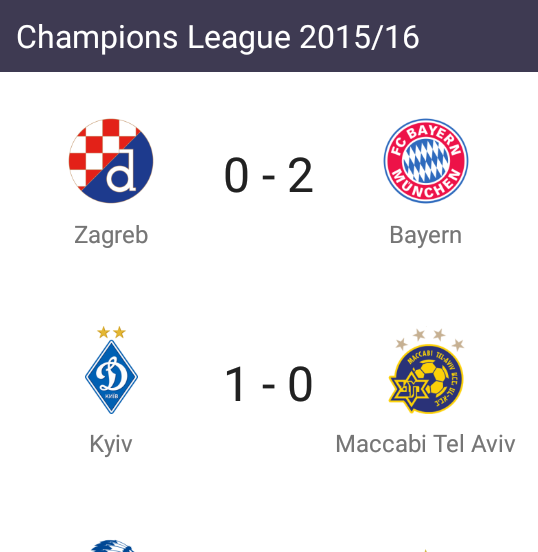 Champions League 2015/16
d
FC BAYERN
MÜNCHEN
0 - 2
Zagreb
Bayern
Д
КИЇВ
MACCABI TEL-AVIV
1 - 0
Kyiv
Maccabi Tel Aviv